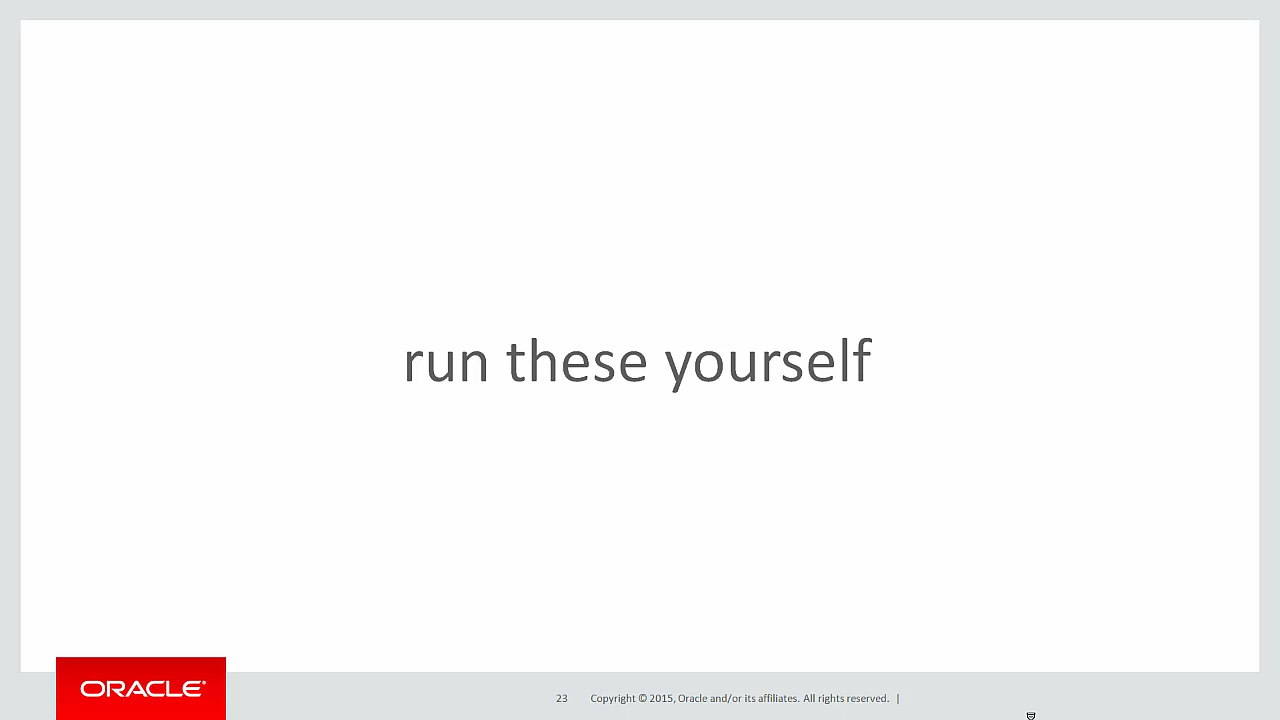 run these yourself
ORACLE®
23 Copyright © 2015, Oracle and/or its affiliates. All rights reserved. |